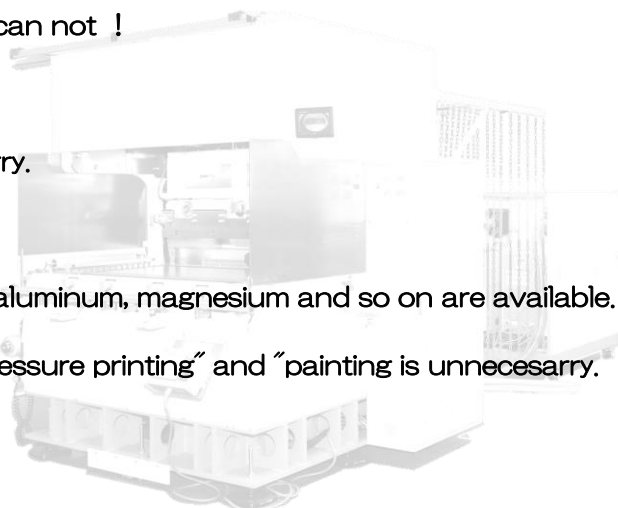 can not !
ry.
aluminum, magnesium and so on are available.
essure printing" and "painting is unnecesarry.